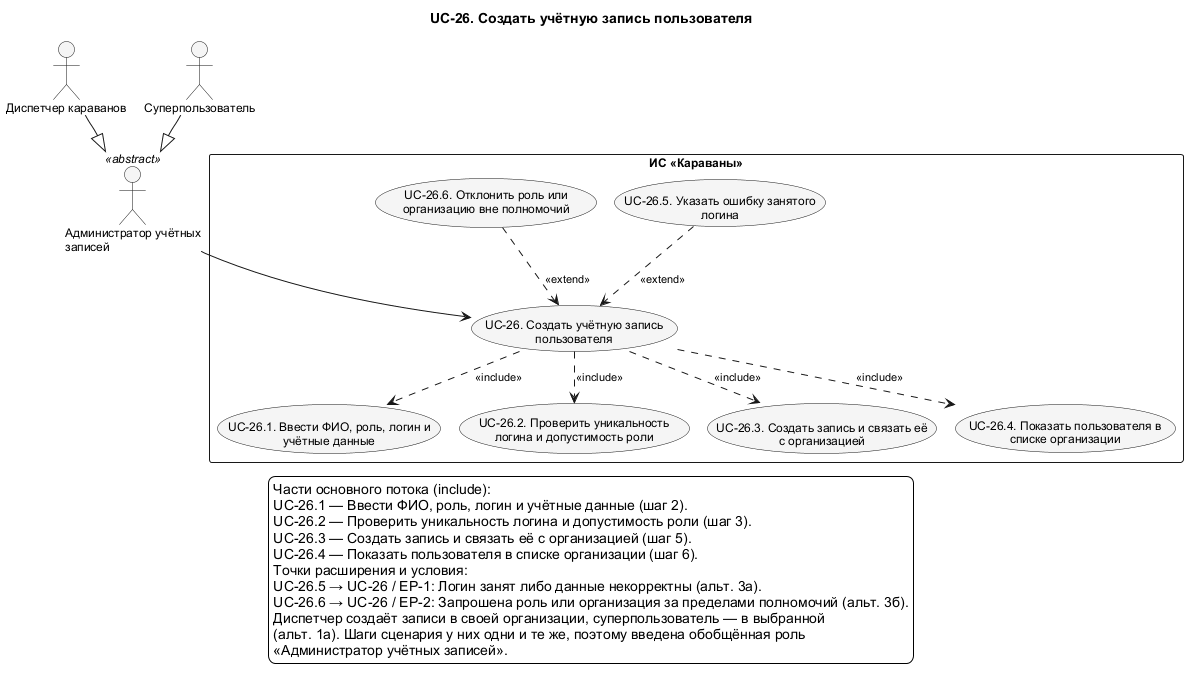 UC-26. Создать учётную запись пользователя
Диспетчер караванов
Суперпользователь
«abstract»
Администратор учётных
записей
ИС «Караваны»
UC-26.6. Отклонить роль или
организацию вне полномочий
UC-26.5. Указать ошибку занятого
логина
«extend»
«extend»
UC-26. Создать учётную запись
пользователя
«include»
«include»
«include»
«include»
UC-26.1. Ввести ФИО, роль, логин и
учётные данные
UC-26.2. Проверить уникальность
логина и допустимость роли
UC-26.3. Создать запись и связать её
с организацией
UC-26.4. Показать пользователя в
списке организации
Части основного потока (include):
UC-26.1 — Ввести ФИО, роль, логин и учётные данные (шаг 2).
UC-26.2 — Проверить уникальность логина и допустимость роли (шаг 3).
UC-26.3 — Создать запись и связать её с организацией (шаг 5).
UC-26.4 — Показать пользователя в списке организации (шаг 6).
Точки расширения и условия:
UC-26.5 → UC-26 / EP-1: Логин занят либо данные некорректны (альт. 3а).
UC-26.6 → UC-26 / EP-2: Запрошена роль или организация за пределами полномочий (альт. 3б).
Диспетчер создаёт записи в своей организации, суперпользователь — в выбранной
(альт. 1а). Шаги сценария у них одни и те же, поэтому введена обобщённая роль
«Администратор учётных записей».